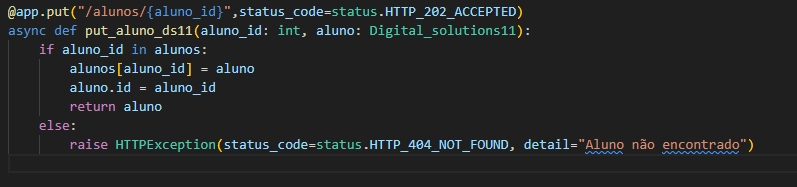 @app.put("/alunos/{aluno_id}",status_code=status.HTTP_202_ACCEPTED)
async def put_aluno_ds11(aluno_id: int, aluno: Digital_solutions11):
    if aluno_id in alunos:
        alunos[aluno_id] = aluno
        aluno.id = aluno_id
        return aluno
    else:
        raise HTTPException(status_code=status.HTTP_404_NOT_FOUND, detail="Aluno não encontrado")